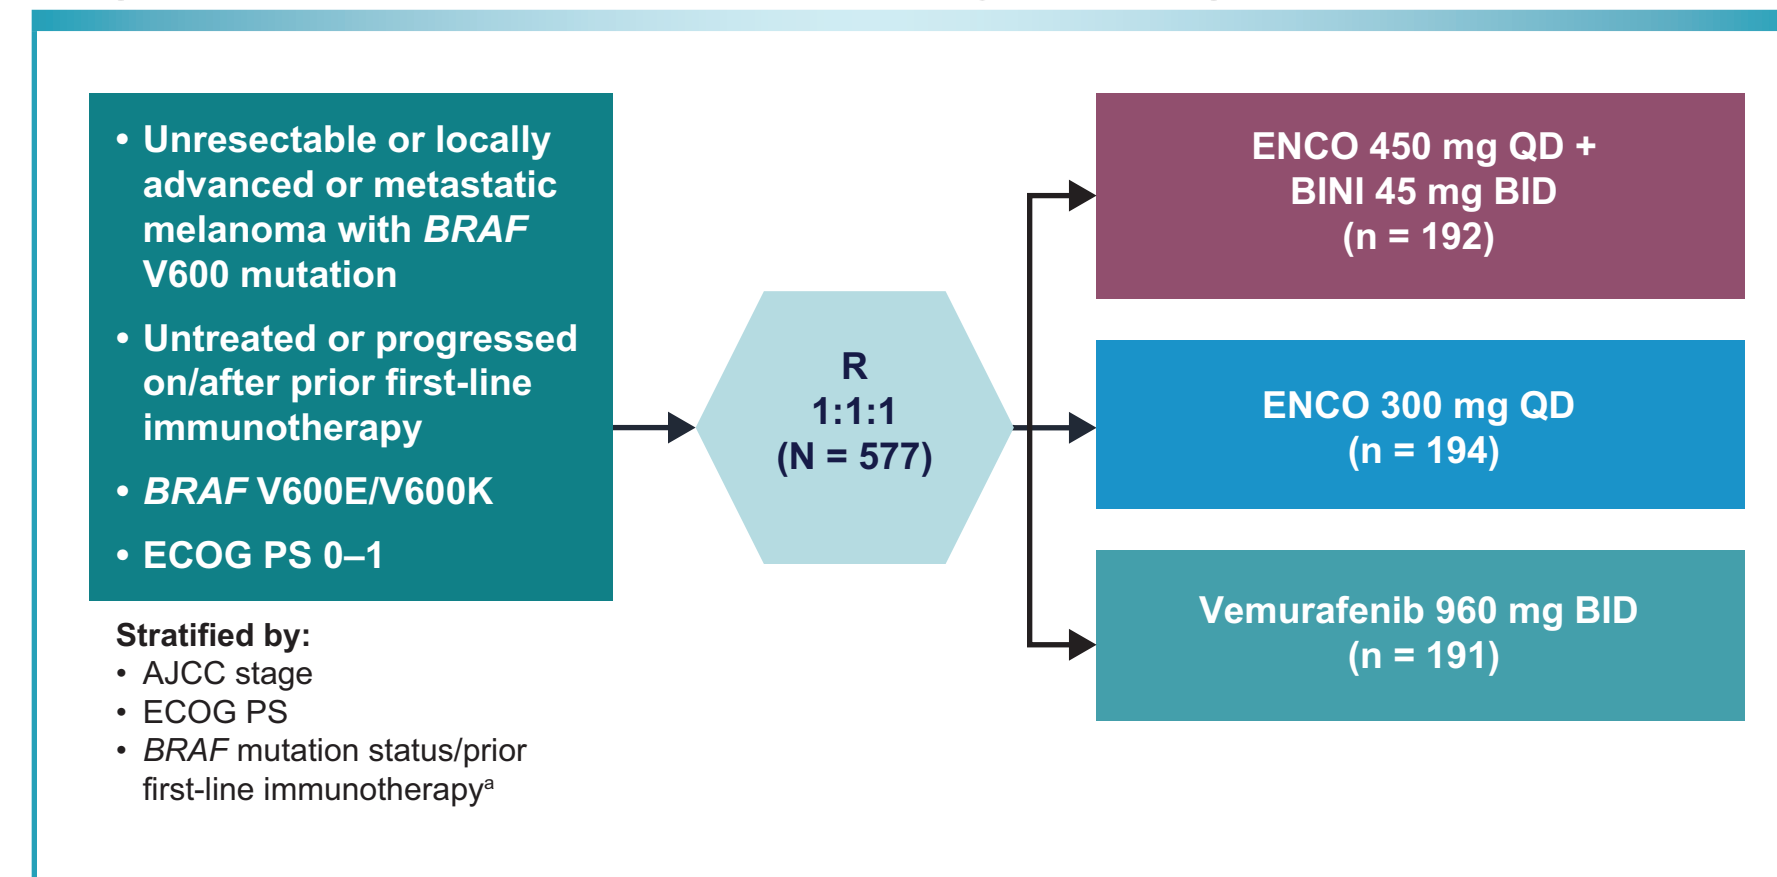 • Unresectable or locally
advanced or metastatic
melanoma with BRAF
V600 mutation
• Untreated or progressed
on/after prior first-line
immunotherapy
• BRAF V600E/V600K
• ECOG PS 0–1
Stratified by:
• AJCC stage
• ECOG PS
• BRAF mutation status/prior
first-line immunotherapyᵃ
R
1:1:1
(N = 577)
ENCO 450 mg QD +
BINI 45 mg BID
(n = 192)
ENCO 300 mg QD
(n = 194)
Vemurafenib 960 mg BID
(n = 191)